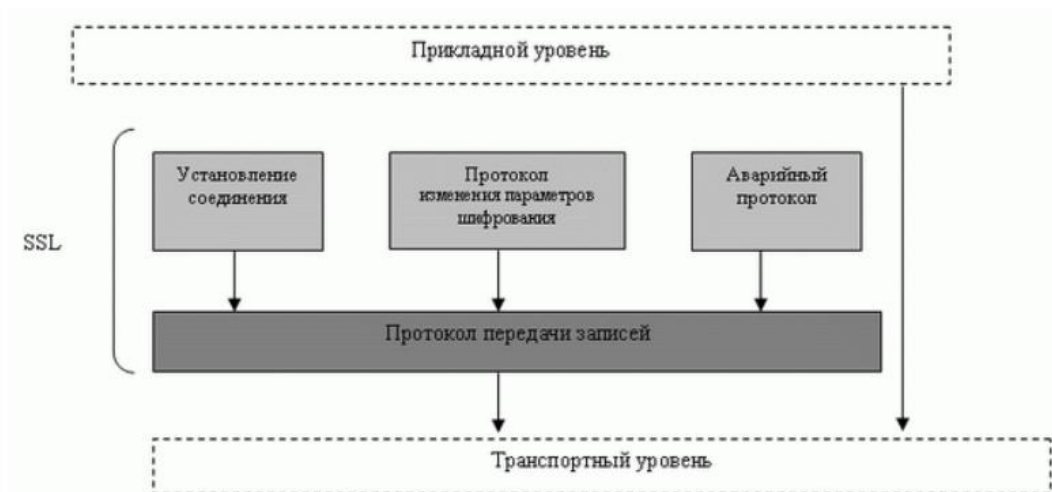 Прикладной уровень
Установление
соединения
Протокол
изменения параметров
шифрования
Аварийный
протокол
SSL
Протокол передачи записей
Транспортный уровень